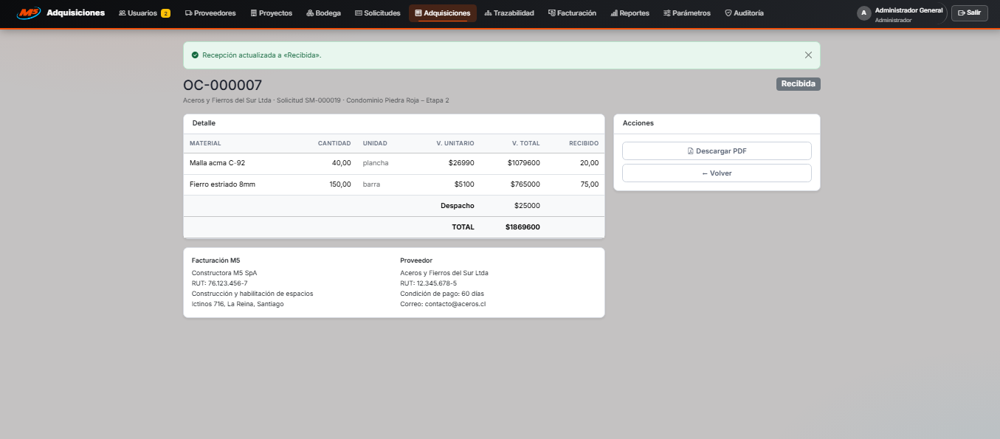 M5 Adquisiciones Usuarios 2 Proveedores Proyectos Bodega Solicitudes Adquisiciones Trazabilidad Facturación Reportes Parámetros Auditoría A Administrador General Salir
Administrador
Recepción actualizada a «Recibida».
OC-000007 Recibida
Aceros y Fierros del Sur Ltda · Solicitud SM-000019 · Condominio Piedra Roja – Etapa 2
Detalle
MATERIAL CANTIDAD UNIDAD V. UNITARIO V. TOTAL RECIBIDO
Malla acma C-92 40,00 plancha $26990 $1079600 20,00
Fierro estriado 8mm 150,00 barra $5100 $765000 75,00
Despacho $25000
TOTAL $1869600
Acciones
Descargar PDF
← Volver
Facturación M5
Constructora M5 SpA
RUT: 76.123.456-7
Construcción y habilitación de espacios
Ictinos 716, La Reina, Santiago
Proveedor
Aceros y Fierros del Sur Ltda
RUT: 12.345.678-5
Condición de pago: 60 días
Correo: contacto@aceros.cl